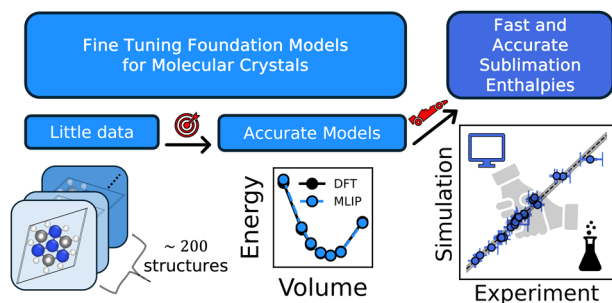 Fine Tuning Foundation Models
for Molecular Crystals
Fast and
Accurate
Sublimation
Enthalpies
Little data
Accurate Models
~ 200
structures
Energy
DFT
MLIP
Volume
Simulation
Experiment